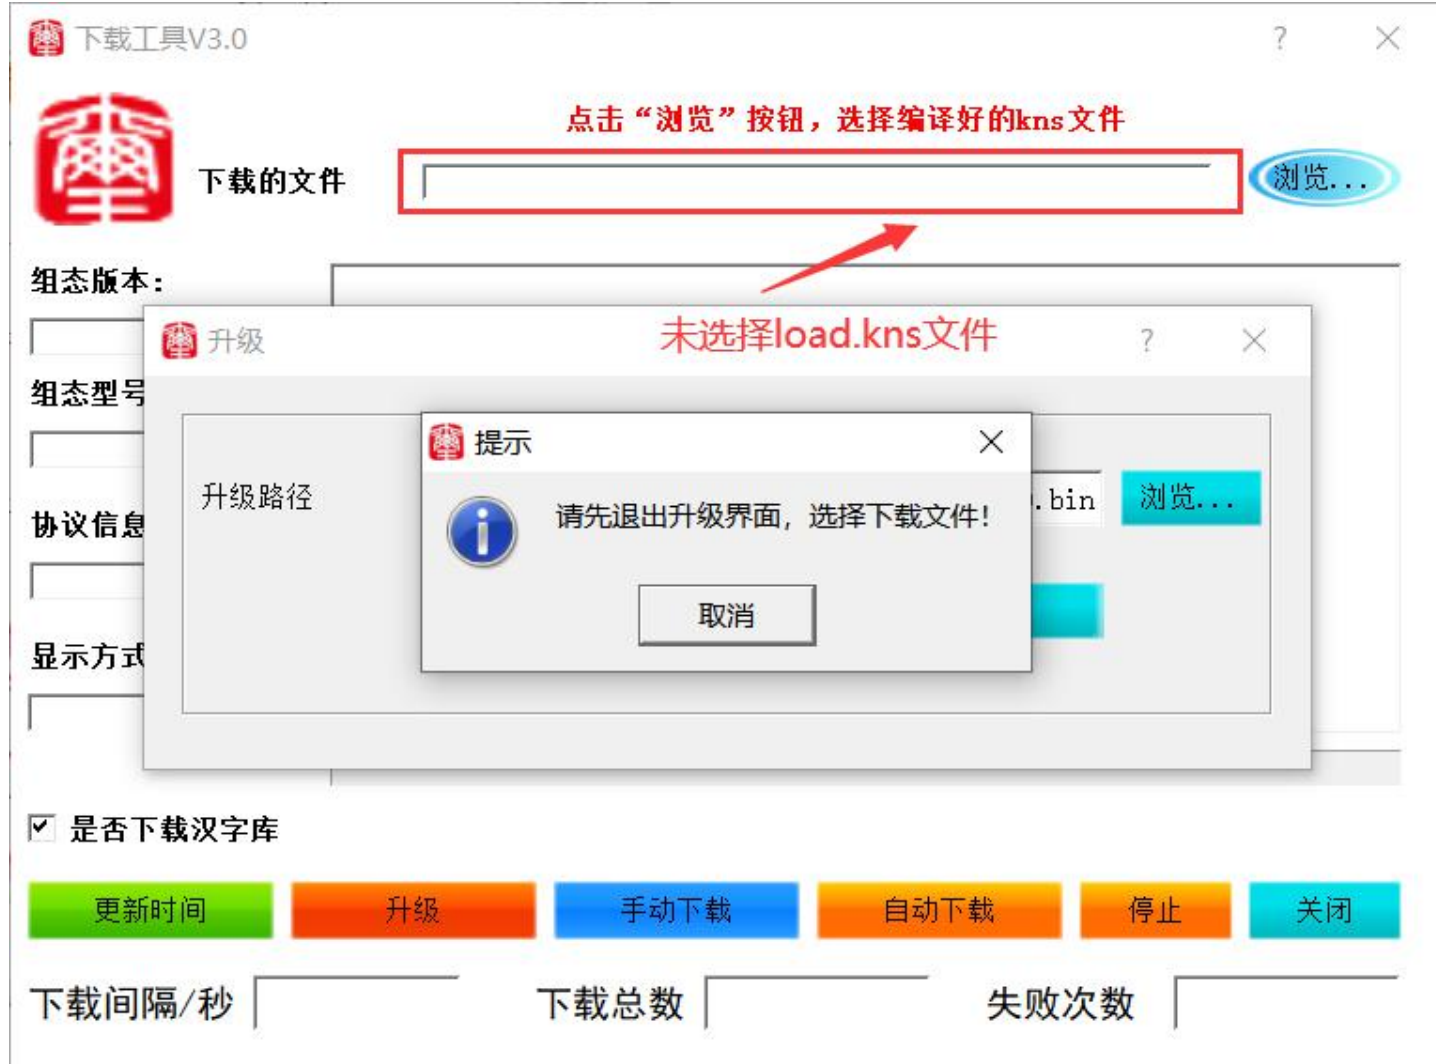 下载工具V3.0
点击“浏览”按钮，选择编译好的kns文件
下载的文件
浏览...
组态版本:
升级
未选择load.kns文件
组态型号
提示
升级路径
.bin
浏览...
协议信息
请先退出升级界面，选择下载文件!
取消
显示方式
是否下载汉字库
更新时间
升级
手动下载
自动下载
停止
关闭
下载间隔/秒
下载总数
失败次数